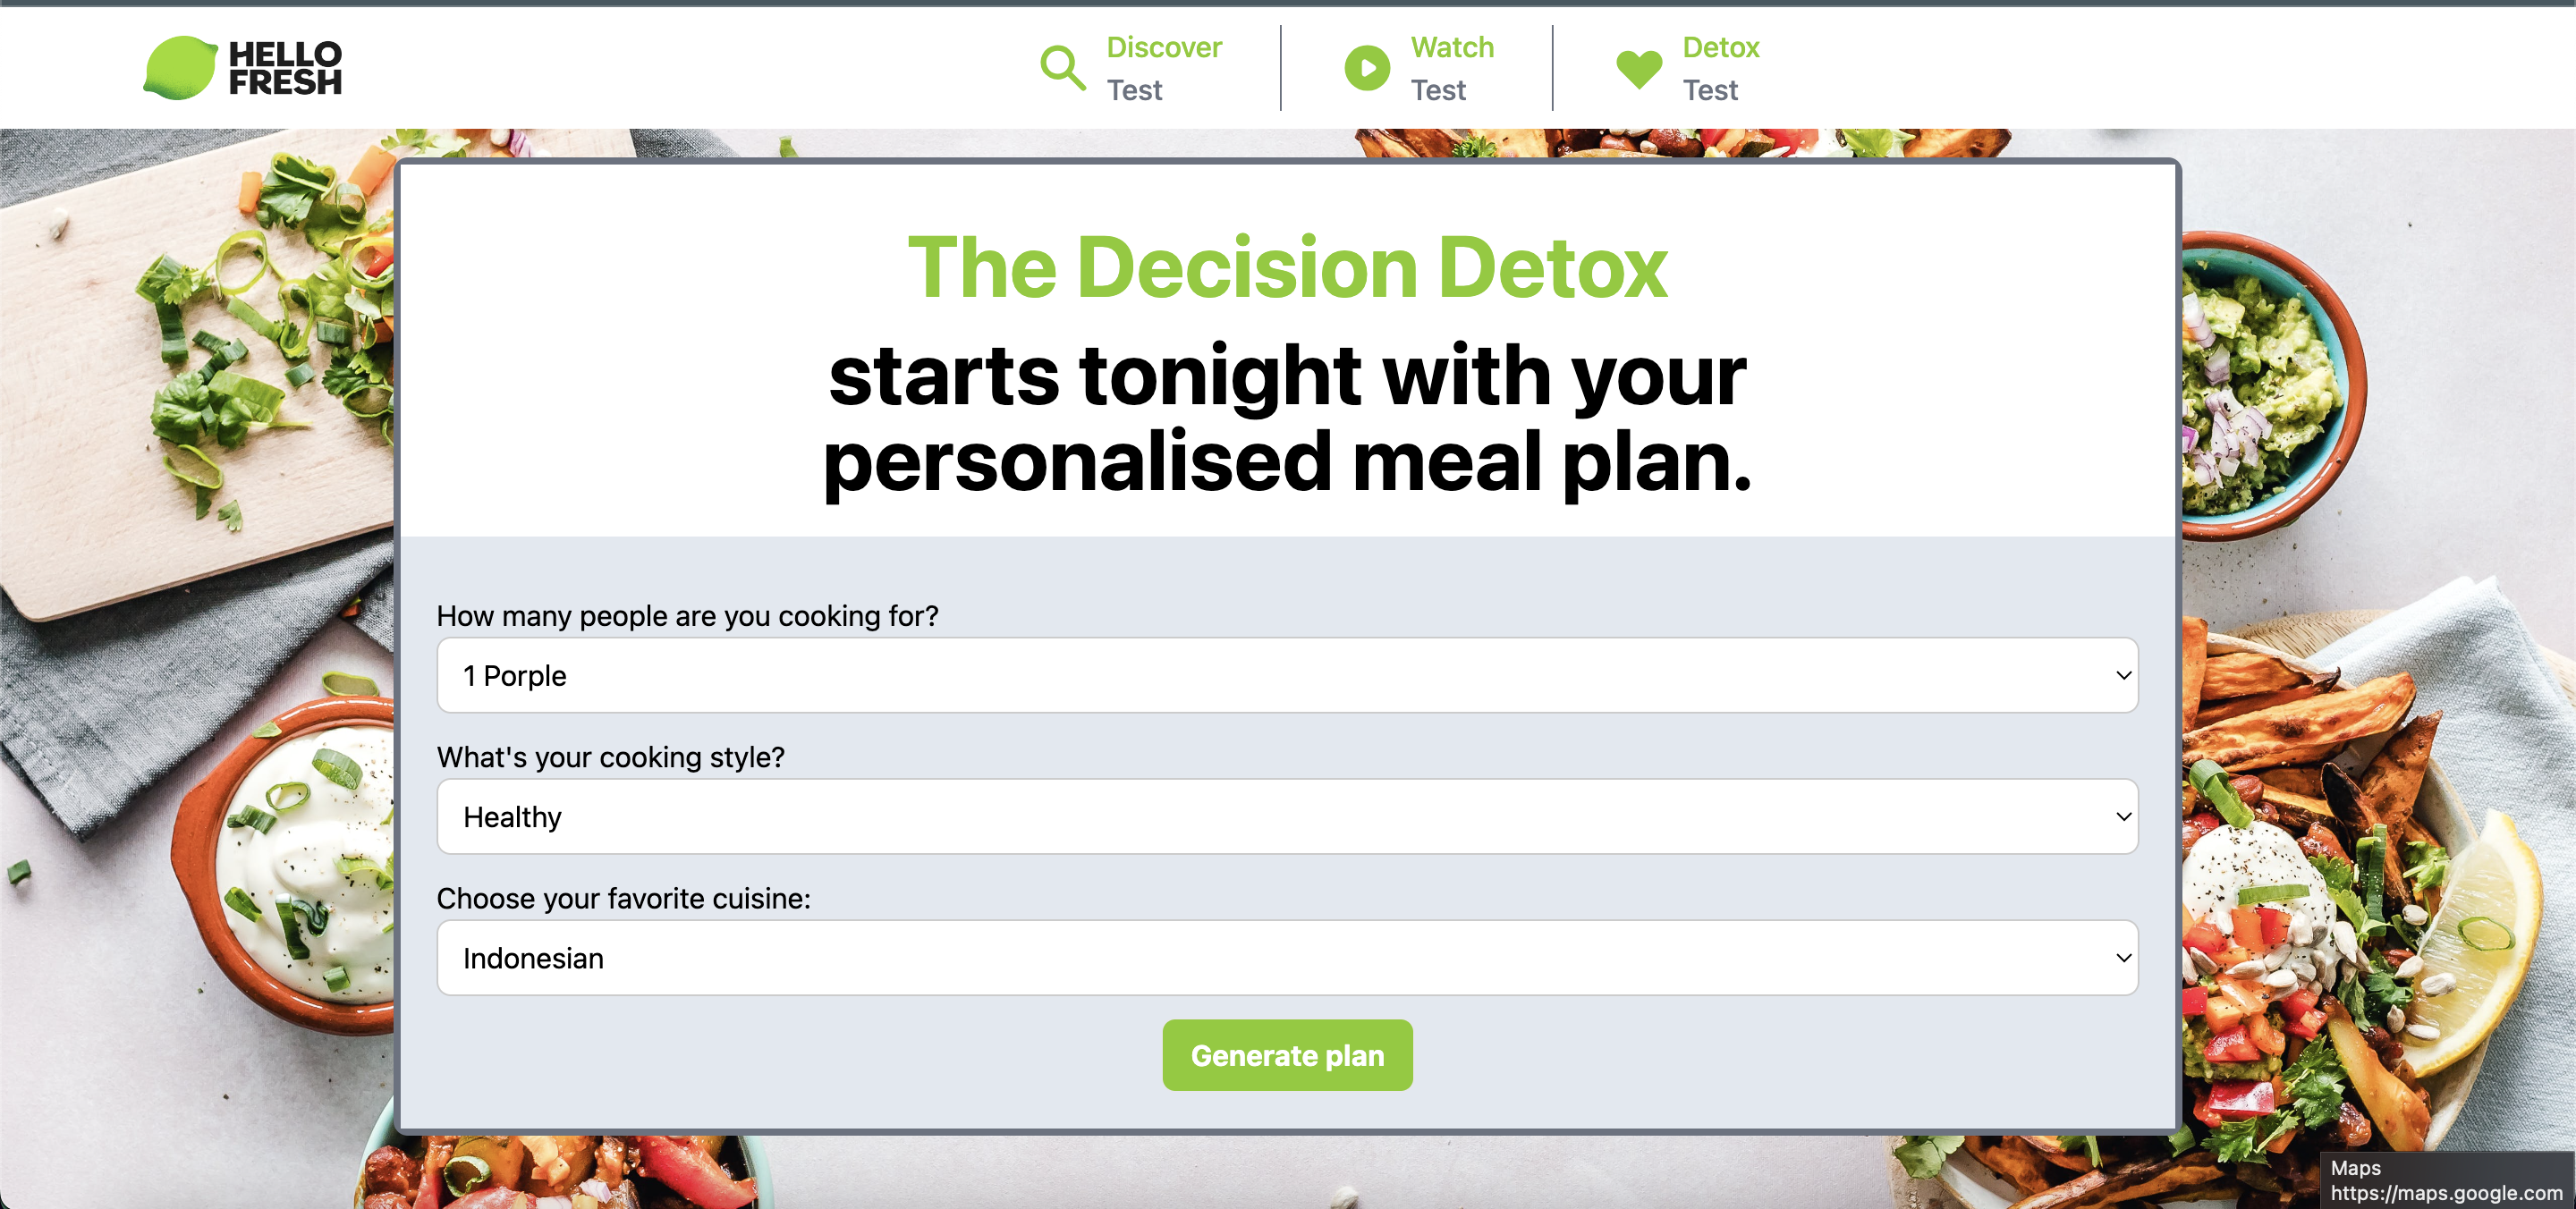 HELLO
FRESH
Discover
Test
Watch
Test
Detox
Test
The Decision Detox
starts tonight with your
personalised meal plan.
How many people are you cooking for?
1 Porple
What's your cooking style?
Healthy
Choose your favorite cuisine:
Indonesian
Generate plan
Maps
https://maps.google.com